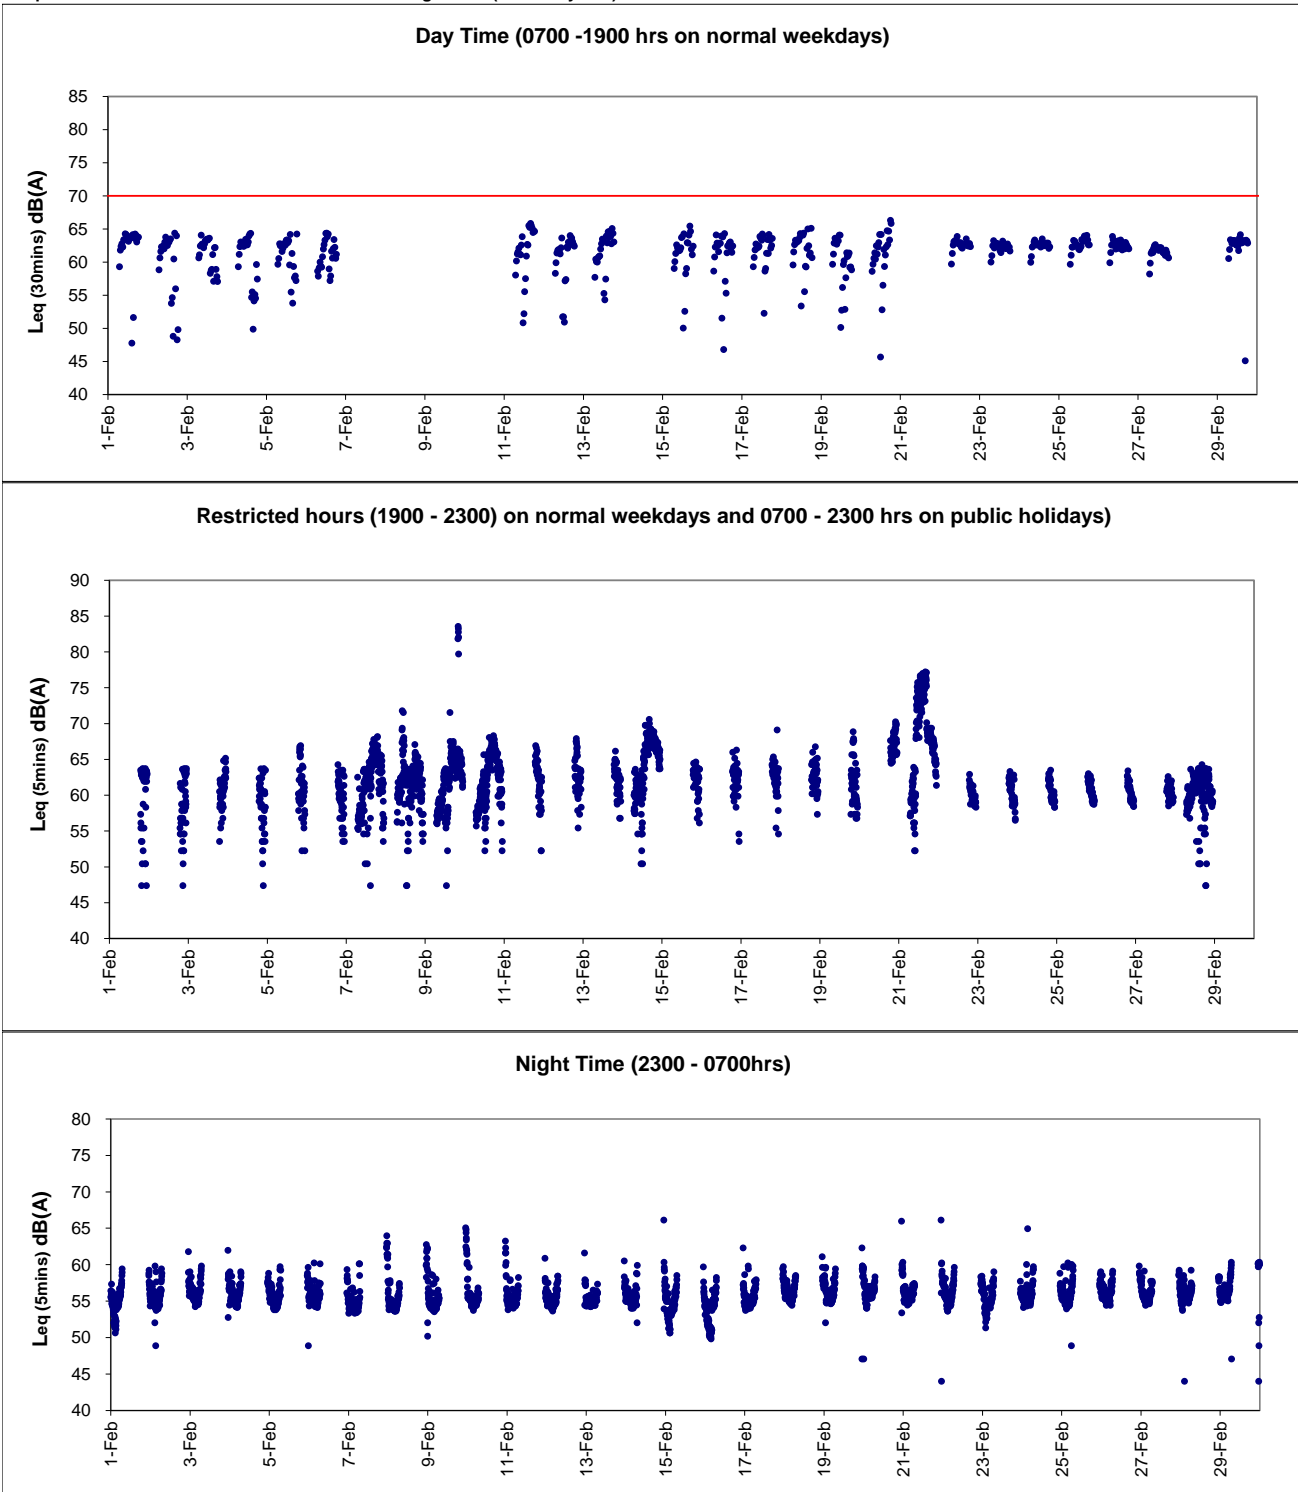 Day Time (0700 -1900 hrs on normal weekdays)
Leq (30mins) dB(A)
85
80
75
70
65
60
55
50
45
40
1-Feb
3-Feb
5-Feb
7-Feb
9-Feb
11-Feb
13-Feb
15-Feb
17-Feb
19-Feb
21-Feb
23-Feb
25-Feb
27-Feb
29-Feb
Restricted hours (1900 - 2300) on normal weekdays and 0700 - 2300 hrs on public holidays)
Leq (5mins) dB(A)
90
85
80
75
70
65
60
55
50
45
40
1-Feb
3-Feb
5-Feb
7-Feb
9-Feb
11-Feb
13-Feb
15-Feb
17-Feb
19-Feb
21-Feb
23-Feb
25-Feb
27-Feb
29-Feb
Night Time (2300 - 0700hrs)
Leq (5mins) dB(A)
80
75
70
65
60
55
50
45
40
1-Feb
3-Feb
5-Feb
7-Feb
9-Feb
11-Feb
13-Feb
15-Feb
17-Feb
19-Feb
21-Feb
23-Feb
25-Feb
27-Feb
29-Feb